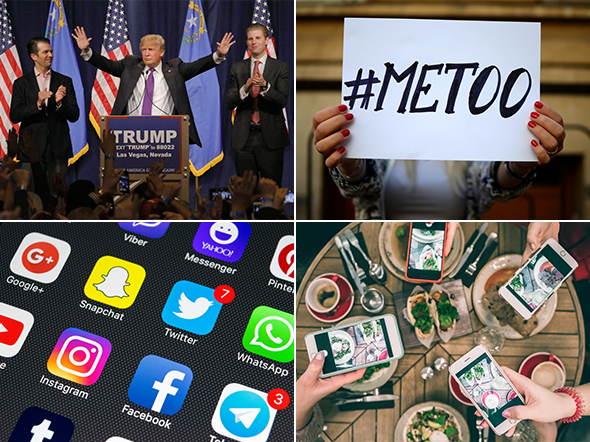 TRUMP
TEXT "TRUMP" TO 88022
Las Vegas, Nevada
#METOO
Viber
YAHOO!
Messenger
G+
Google+
Snapchat
7
Twitter
WhatsApp
Instagram
Facebook
3